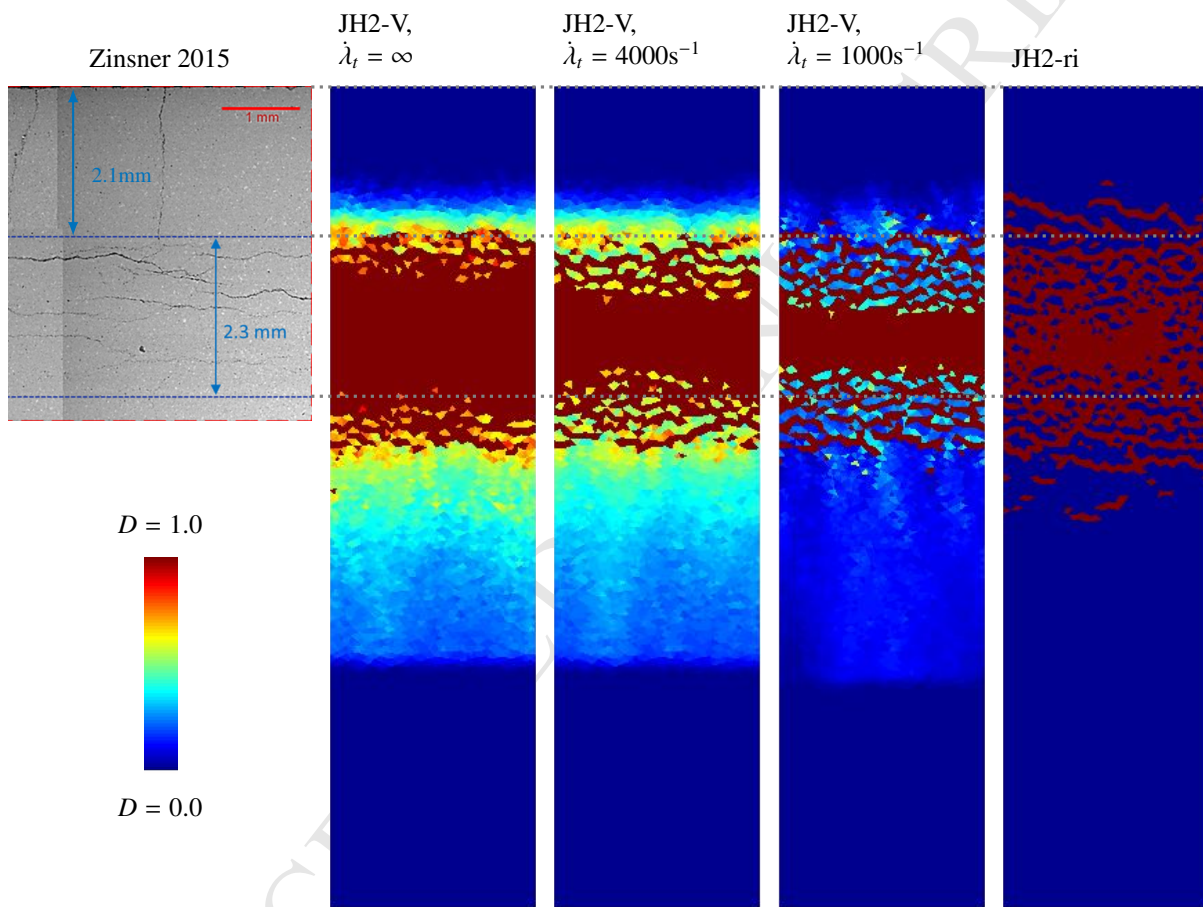 Zinsner 2015
JH2-V,
λ̇ₜ = ∞
JH2-V,
λ̇ₜ = 4000s⁻¹
JH2-V,
λ̇ₜ = 1000s⁻¹
JH2-ri
1 mm
2.1mm
2.3 mm
D = 1.0
D = 0.0